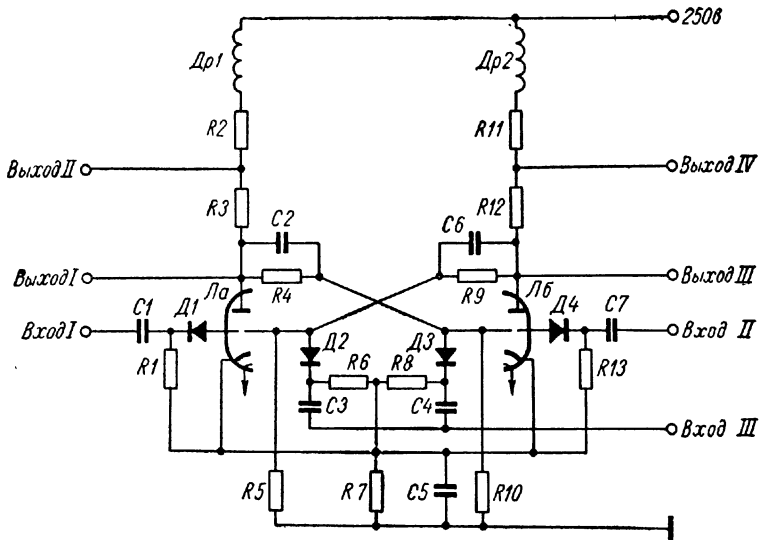 250в
Др1
Др2
R2
R11
Выход II
Выход IV
R3
C2
C6
R12
Выход I
Ла
R4
R9
Лб
Выход III
Вход I
C1
Д1
Д2
Д3
Д4
C7
Вход II
R1
R6
R8
R13
C3
C4
Вход III
R5
R7
C5
R10